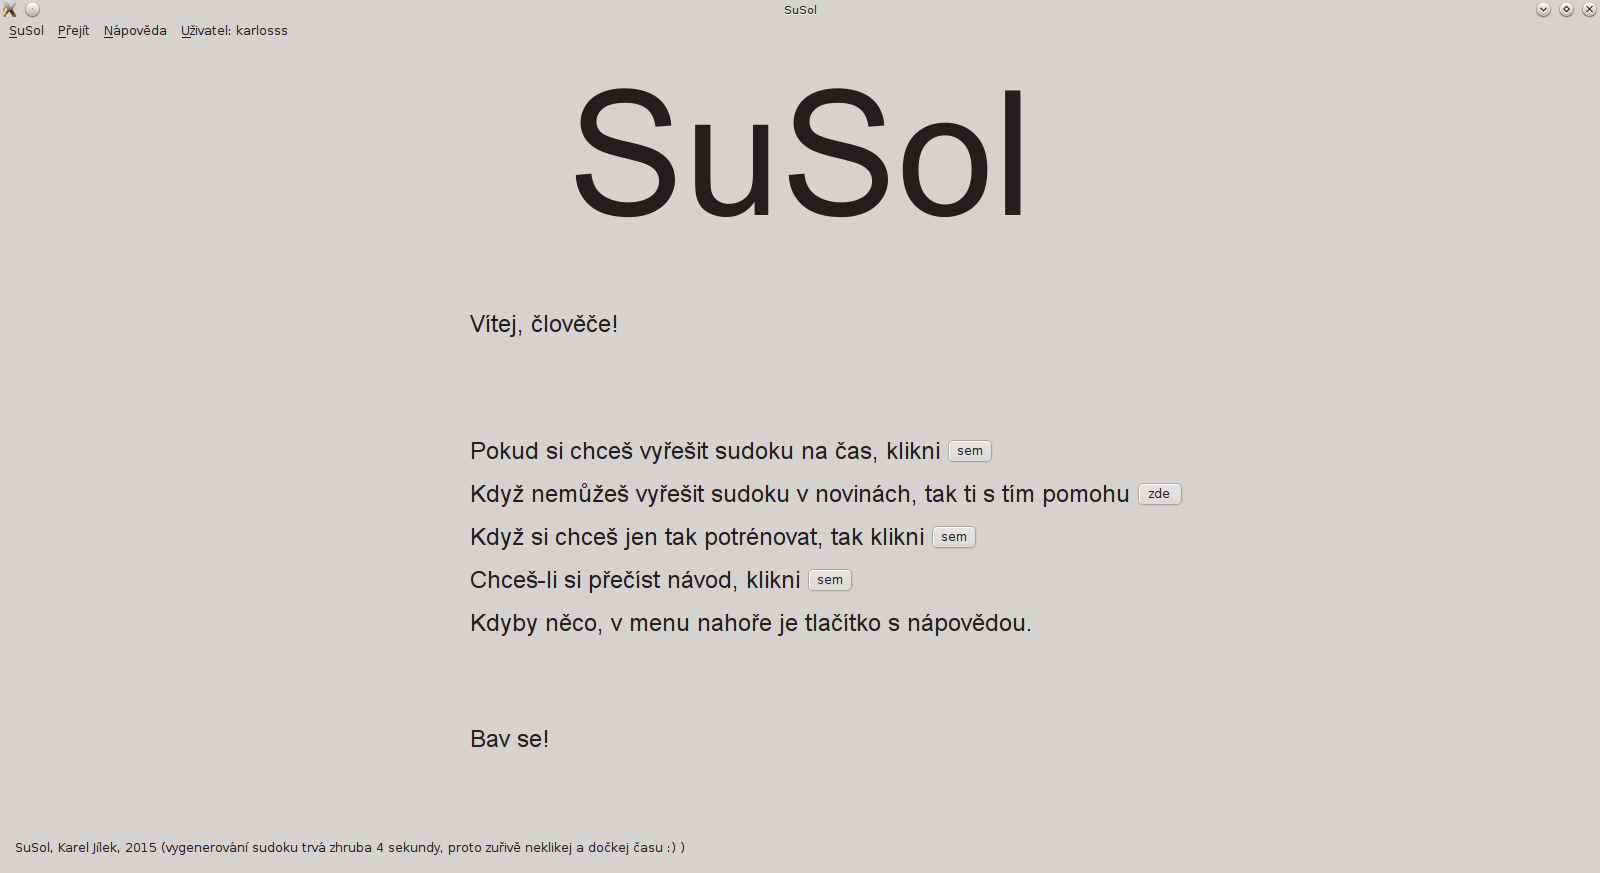 SuSol
SuSol Přejít Nápověda Uživatel: karlosss
SuSol
Vítej, člověče!
Pokud si chceš vyřešit sudoku na čas, klikni sem
Když nemůžeš vyřešit sudoku v novinách, tak ti s tím pomohu zde
Když si chceš jen tak potrénovat, tak klikni sem
Chceš-li si přečíst návod, klikni sem
Kdyby něco, v menu nahoře je tlačítko s nápovědou.
Bav se!
SuSol, Karel Jílek, 2015 (vygenerování sudoku trvá zhruba 4 sekundy, proto zuřivě neklikej a dočkej času :) )